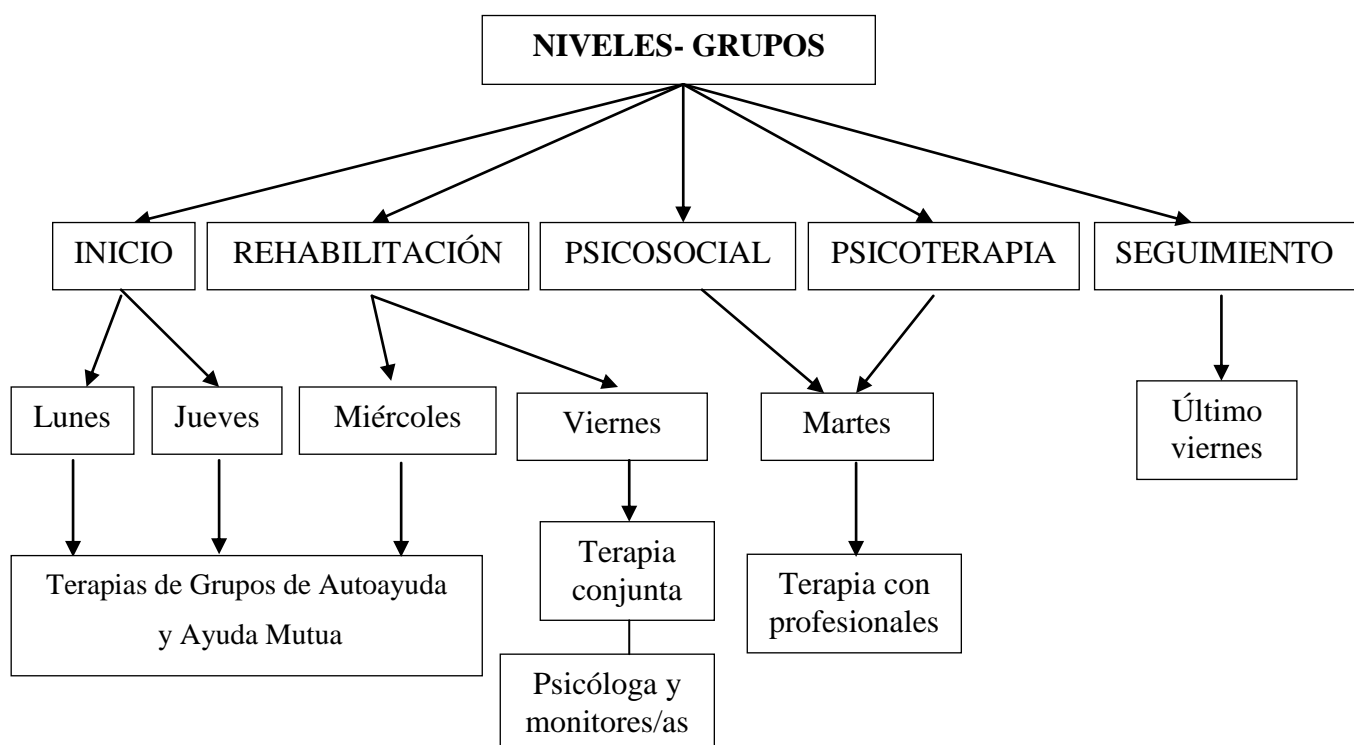 NIVELES- GRUPOS
INICIO
REHABILITACIÓN
PSICOSOCIAL
PSICOTERAPIA
SEGUIMIENTO
Lunes
Jueves
Miércoles
Viernes
Martes
Último
viernes
Terapias de Grupos de Autoayuda
y Ayuda Mutua
Terapia
conjunta
Terapia con
profesionales
Psicóloga y
monitores/as